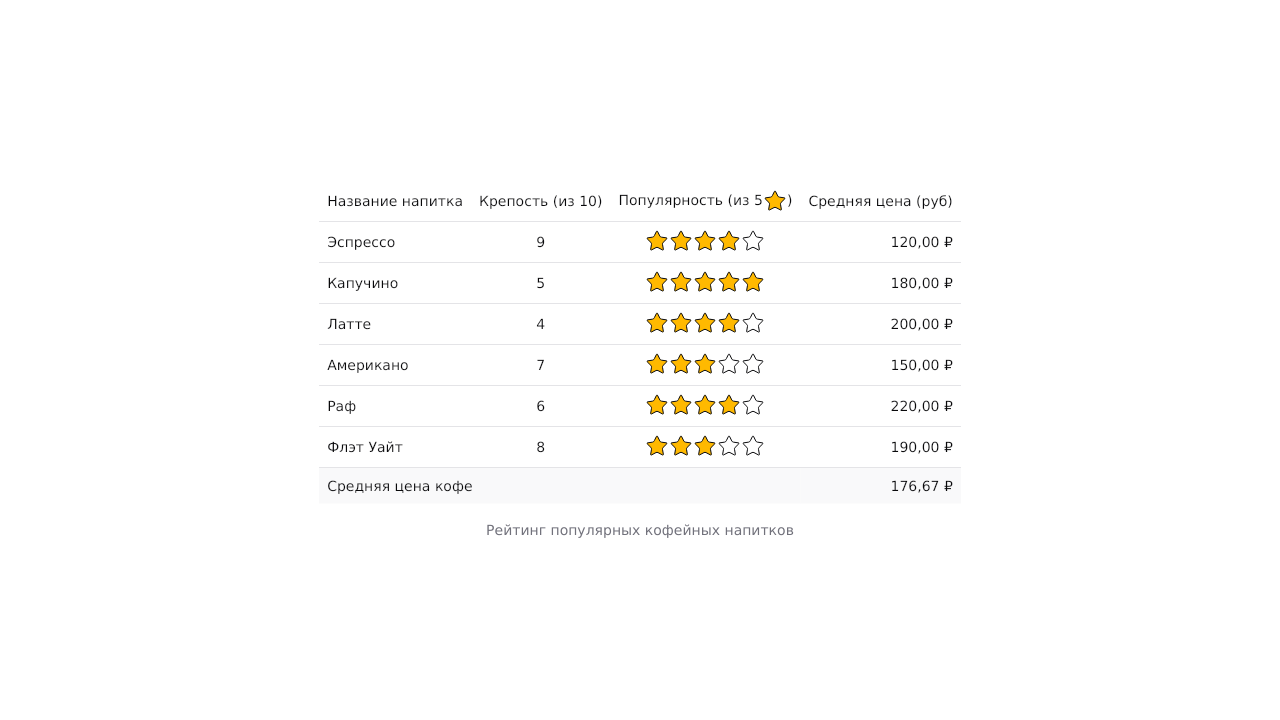 Название напитка Крепость (из 10) Популярность (из 5⭐) Средняя цена (руб)
Эспрессо 9 120,00 ₽
Капучино 5 180,00 ₽
Латте 4 200,00 ₽
Американо 7 150,00 ₽
Раф 6 220,00 ₽
Флэт Уайт 8 190,00 ₽
Средняя цена кофе 176,67 ₽
Рейтинг популярных кофейных напитков